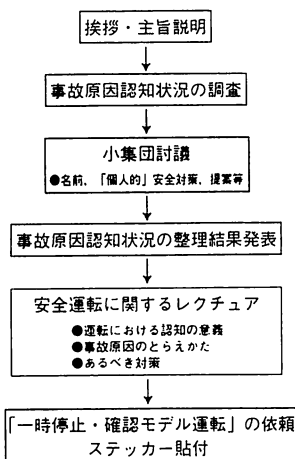 挨拶・主旨説明
事故原因認知状況の調査
小集団討議
●名前、「個人的」安全対策、提案等
事故原因認知状況の整理結果発表
安全運転に関するレクチュア
●運転における認知の意義
●事故原因のとらえかた
●あるべき対策
「一時停止・確認モデル運転」の依頼
ステッカー貼付